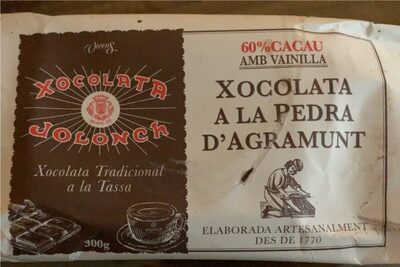 Vicens
XOCOLATA
JOLONCH
Xocolata Tradicional
a la Tassa
300g
60% CACAU
AMB VAINILLA
XOCOLATA
A LA PEDRA
D'AGRAMUNT
ELABORADA ARTESANALMENT
DES DE 1770